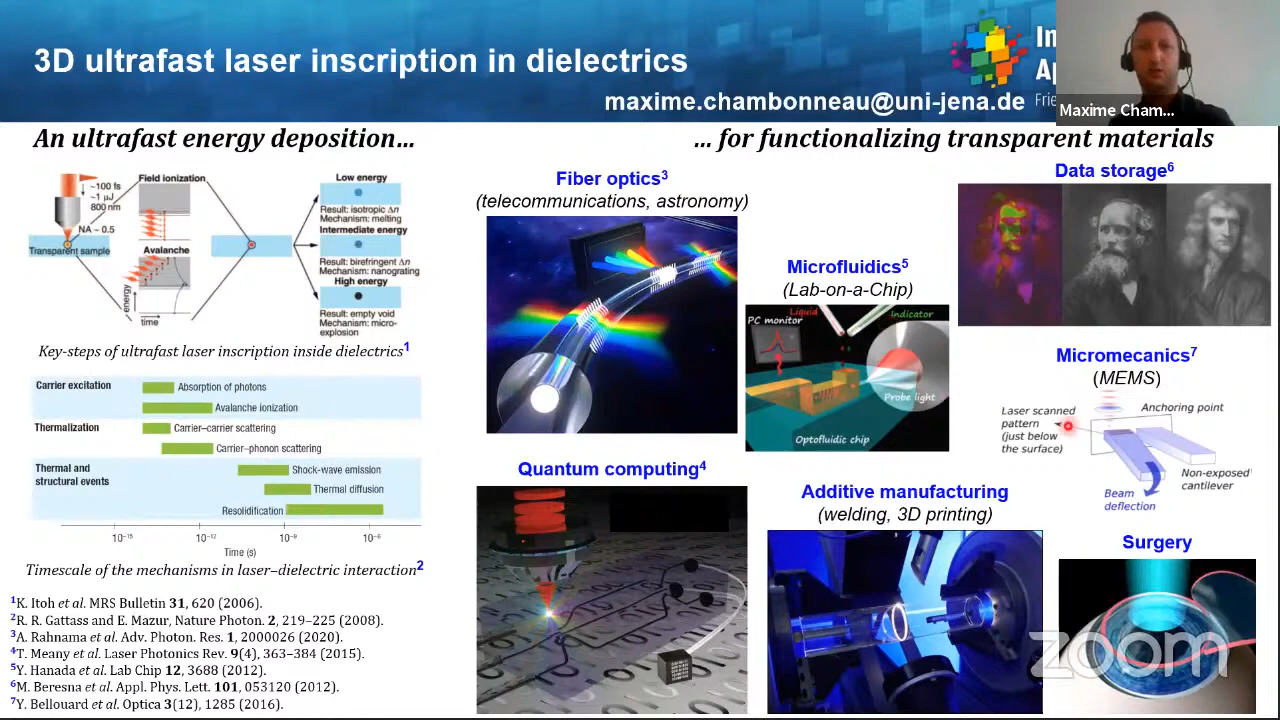 3D ultrafast laser inscription in dielectrics
maxime.chambonneau@uni-jena.de
Maxime Cham...
An ultrafast energy deposition…
… for functionalizing transparent materials
~100 fs
~1 μJ
800 nm
NA ~ 0.5
Transparent sample
Field ionization
Avalanche
energy
time
Low energy
Result: isotropic Δn
Mechanism: melting
Intermediate energy
Result: birefringent Δn
Mechanism: nanograting
High energy
Result: empty void
Mechanism: micro-
explosion
Key-steps of ultrafast laser inscription inside dielectrics1
Carrier excitation
Absorption of photons
Avalanche ionization
Thermalization
Carrier–carrier scattering
Carrier–phonon scattering
Thermal and
structural events
Shock-wave emission
Thermal diffusion
Resolidification
10⁻¹⁵ 10⁻¹² 10⁻⁹ 10⁻⁶
Time (s)
Timescale of the mechanisms in laser–dielectric interaction2
1K. Itoh et al. MRS Bulletin 31, 620 (2006).
2R. R. Gattass and E. Mazur, Nature Photon. 2, 219–225 (2008).
3A. Rahnama et al. Adv. Photon. Res. 1, 2000026 (2020).
4T. Meany et al. Laser Photonics Rev. 9(4), 363–384 (2015).
5Y. Hanada et al. Lab Chip 12, 3688 (2012).
6M. Beresna et al. Appl. Phys. Lett. 101, 053120 (2012).
7Y. Bellouard et al. Optica 3(12), 1285 (2016).
Fiber optics3
(telecommunications, astronomy)
Quantum computing4
Microfluidics5
(Lab-on-a-Chip)
Liquid
Indicator
PC monitor
Probe light
Optofluidic chip
Additive manufacturing
(welding, 3D printing)
Data storage6
Micromecanics7
(MEMS)
Laser scanned
pattern
(just below
the surface)
Anchoring point
Non-exposed
cantilever
Beam
deflection
Surgery
zoom